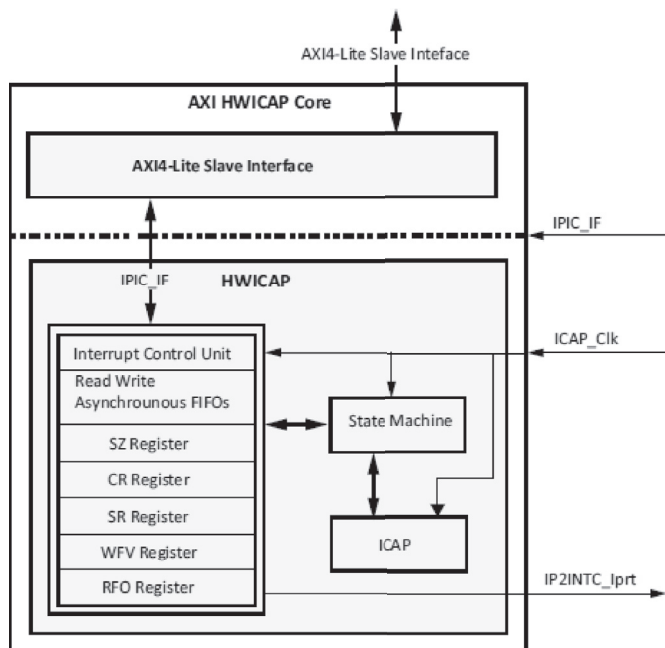 AXI4-Lite Slave Inteface
AXI HWICAP Core
AXI4-Lite Slave Interface
IPIC_IF
IPIC_IF
HWICAP
ICAP_Clk
Interrupt Control Unit
Read Write
Asynchrounous FIFOs
State Machine
SZ Register
CR Register
SR Register
ICAP
WFV Register
RFO Register
IP2INTC_Iprt